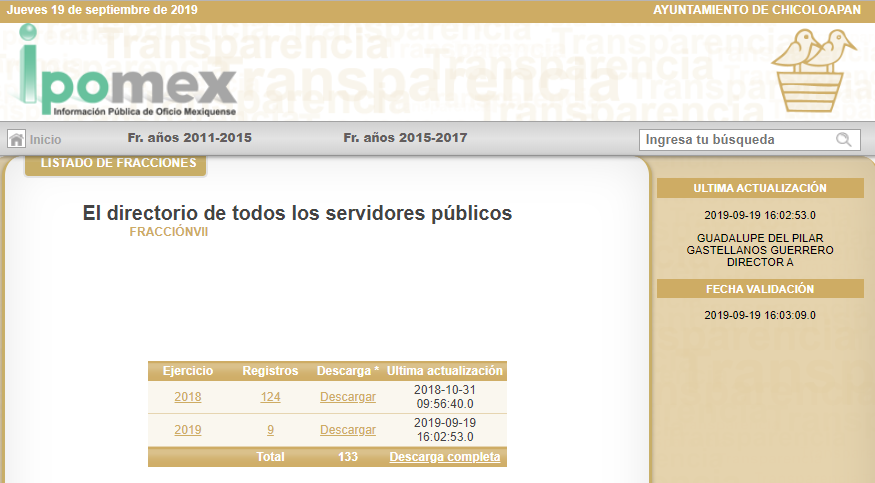 Jueves 19 de septiembre de 2019
AYUNTAMIENTO DE CHICOLOAPAN
Transparencia
ipomex
Información Pública de Oficio Mexiquense
Inicio
Fr. años 2011-2015
Fr. años 2015-2017
Ingresa tu búsqueda
LISTADO DE FRACCIONES
El directorio de todos los servidores públicos
FRACCIÓNVII
Ejercicio Registros Descarga * Ultima actualización
2018 124 Descargar 2018-10-31
09:56:40.0
2019 9 Descargar 2019-09-19
16:02:53.0
Total 133 Descarga completa
ULTIMA ACTUALIZACIÓN
2019-09-19 16:02:53.0
GUADALUPE DEL PILAR
GASTELLANOS GUERRERO
DIRECTOR A
FECHA VALIDACIÓN
2019-09-19 16:03:09.0